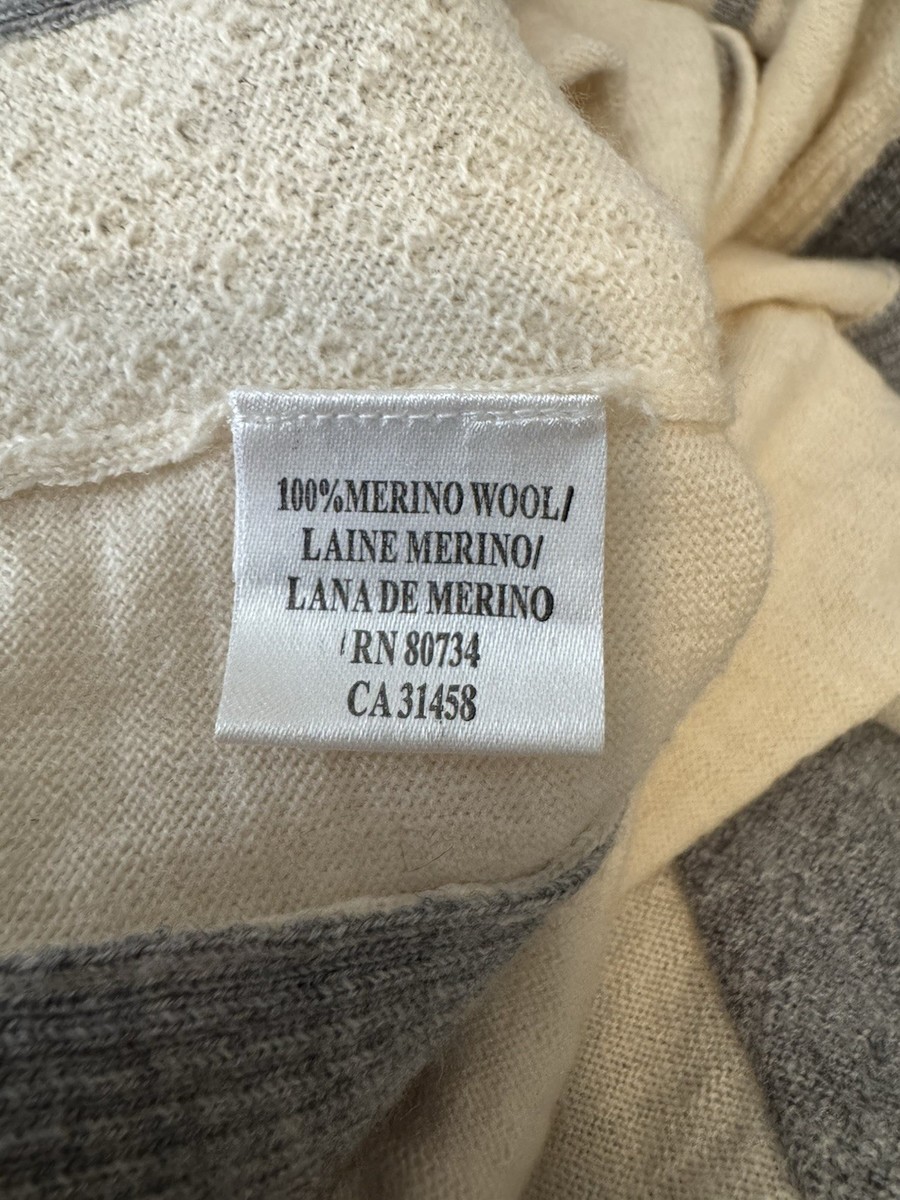 100%MERINO WOOL/
LAINE MERINO/
LANA DE MERINO
RN 80734
CA 31458